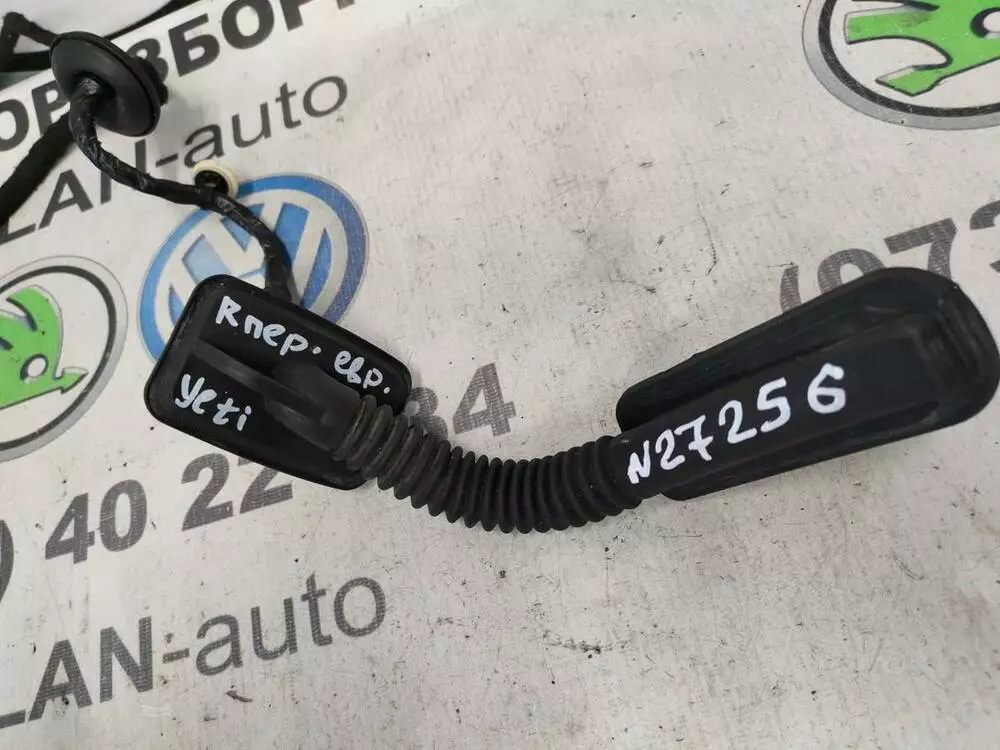 ОРАЗБОР
LAN-auto
(073
R пер. евр.
Yeti
N27256
) 40 22 34
LAN-auto